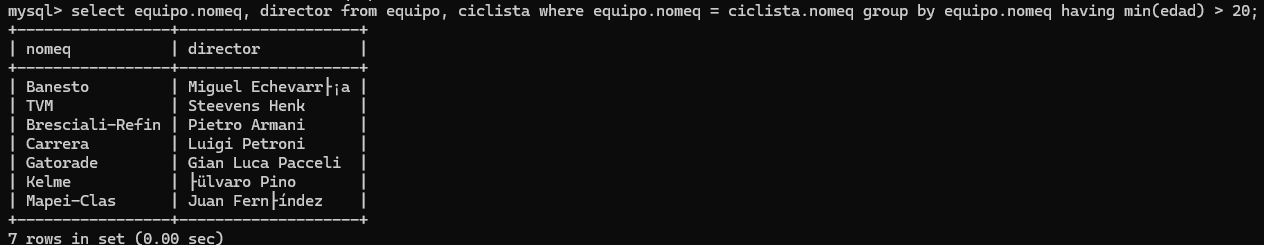 mysql> select equipo.nomeq, director from equipo, ciclista where equipo.nomeq = ciclista.nomeq group by equipo.nomeq having min(edad) > 20;
+-----------------+-------------------+
| nomeq           | director          |
+-----------------+-------------------+
| Banesto         | Miguel Echevarr├¡a |
| TVM             | Steevens Henk     |
| Bresciali-Refin | Pietro Armani     |
| Carrera         | Luigi Petroni     |
| Gatorade        | Gian Luca Pacceli |
| Kelme           | ├ülvaro Pino      |
| Mapei-Clas      | Juan Fern├índez   |
+-----------------+-------------------+
7 rows in set (0.00 sec)